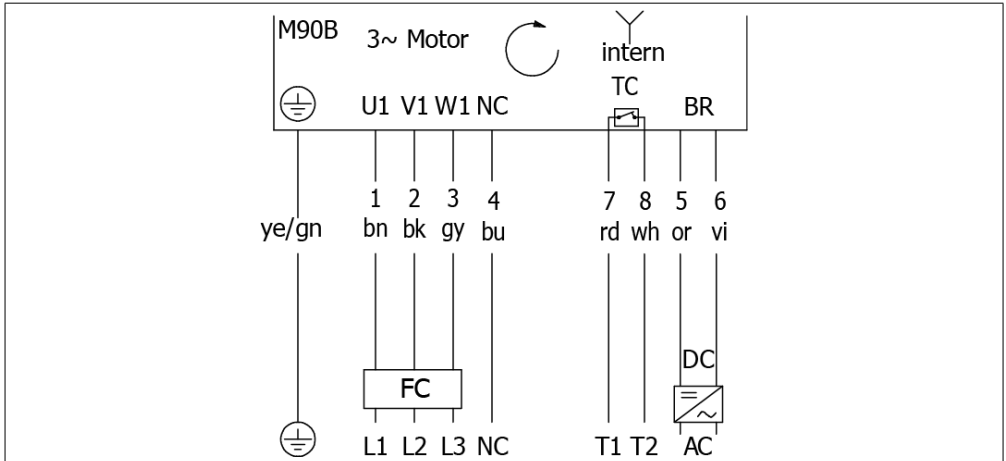 M90B 3~ Motor intern
TC
U1 V1 W1 NC BR
1 2 3 4 7 8 5 6
ye/gn bn bk gy bu rd wh or vi
DC
FC
L1 L2 L3 NC T1 T2 AC